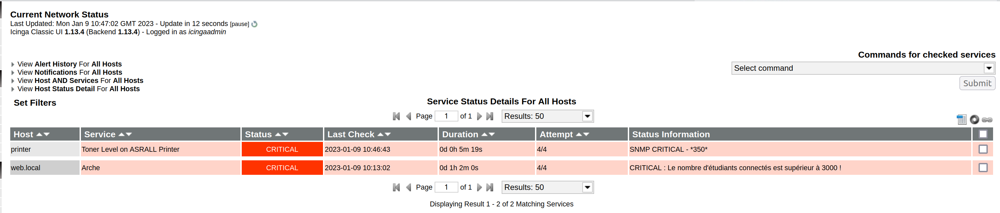 Current Network Status
Last Updated: Mon Jan 9 10:47:02 GMT 2023 - Update in 12 seconds [pause]
Icinga Classic UI 1.13.4 (Backend 1.13.4) - Logged in as icingaadmin
Commands for checked services
View Alert History For All Hosts
View Notifications For All Hosts
View Host AND Services For All Hosts
View Host Status Detail For All Hosts
Select command
Submit
Set Filters
Service Status Details For All Hosts
Page 1 of 1 Results: 50
Host Service Status Last Check Duration Attempt Status Information
printer Toner Level on ASRALL Printer CRITICAL 2023-01-09 10:46:43 0d 0h 5m 19s 4/4 SNMP CRITICAL - *350*
web.local Arche CRITICAL 2023-01-09 10:13:02 0d 1h 2m 0s 4/4 CRITICAL : Le nombre d'étudiants connectés est supérieur à 3000 !
Page 1 of 1 Results: 50
Displaying Result 1 - 2 of 2 Matching Services